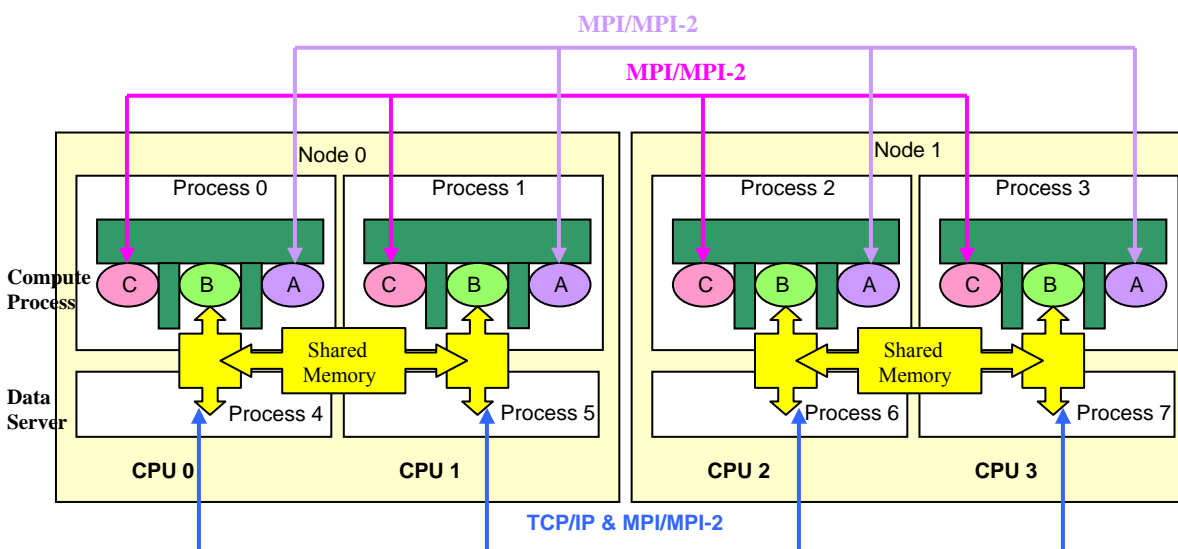 MPI/MPI-2
MPI/MPI-2
Node 0
Node 1
Process 0
Process 1
Process 2
Process 3
Compute
Process
C
B
A
C
B
A
C
B
A
C
B
A
Shared
Memory
Shared
Memory
Data
Server
Process 4
Process 5
Process 6
Process 7
CPU 0
CPU 1
CPU 2
CPU 3
TCP/IP & MPI/MPI-2